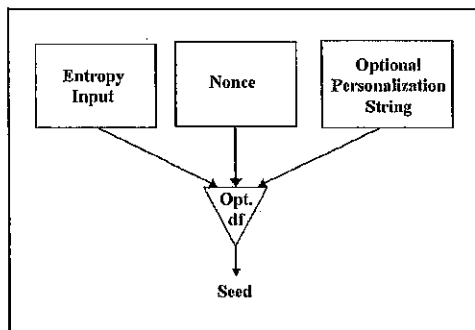 Entropy
Input
Nonce
Optional
Personalization
String
Opt.
df
Seed